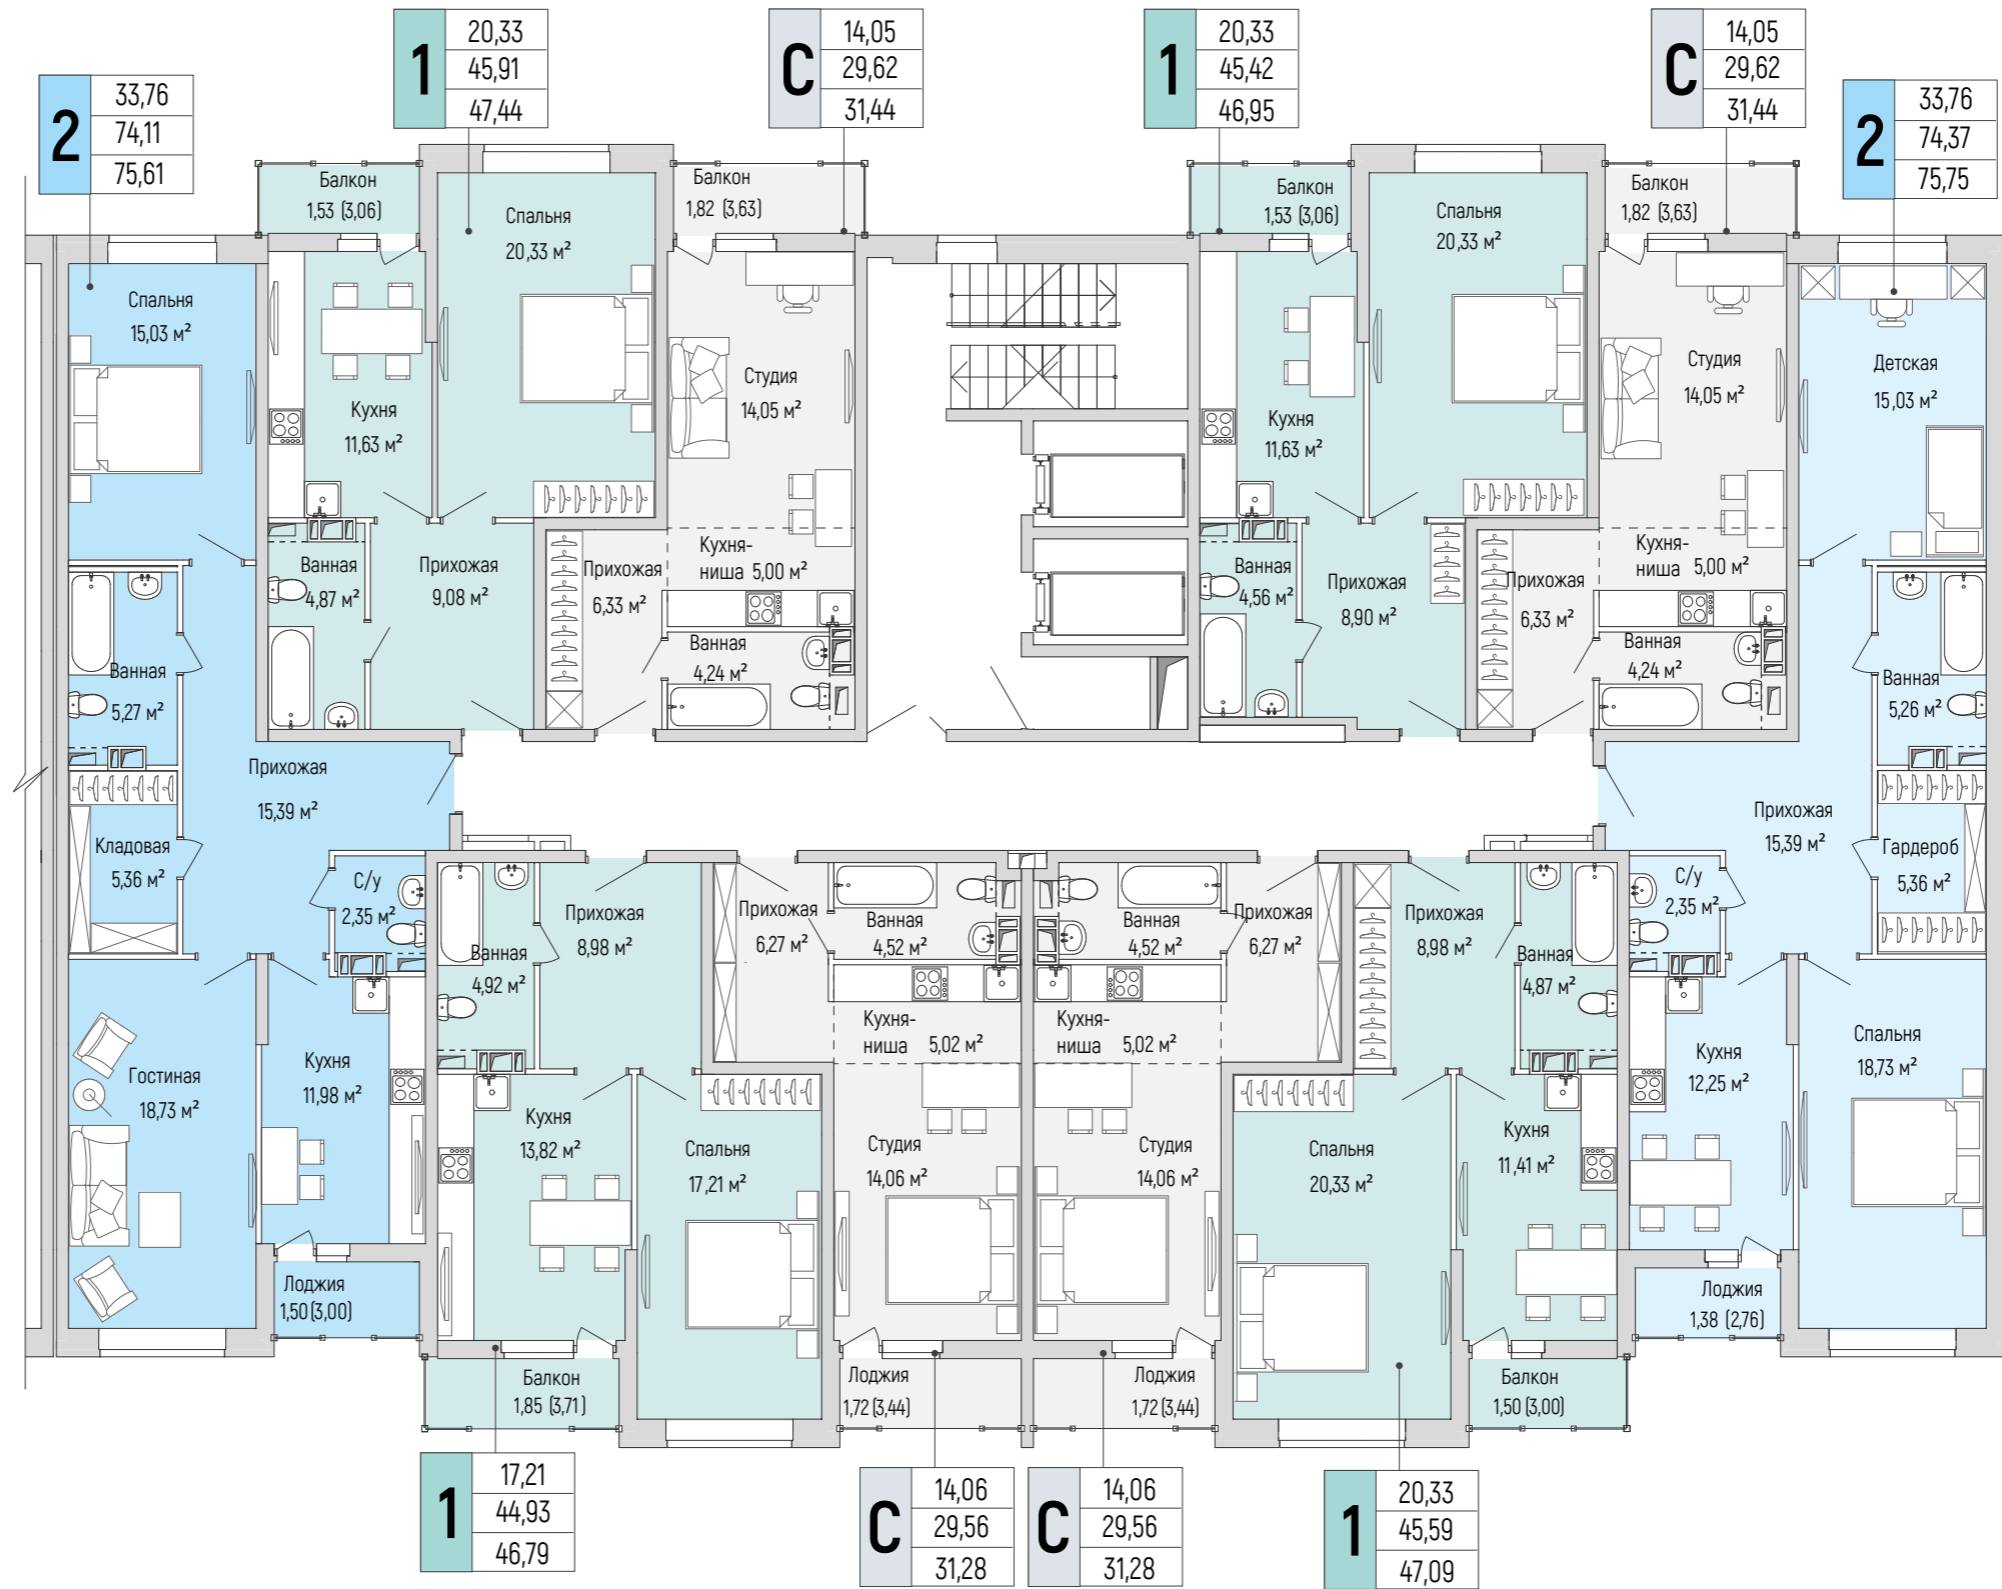 2
33,76
74,11
75,61
1
20,33
45,91
47,44
С
14,05
29,62
31,44
1
20,33
45,42
46,95
С
14,05
29,62
31,44
2
33,76
74,37
75,75
Балкон
1,53 (3,06)
Спальня
20,33 м²
Балкон
1,82 (3,63)
Балкон
1,53 (3,06)
Спальня
20,33 м²
Балкон
1,82 (3,63)
Спальня
15,03 м²
Кухня
11,63 м²
Студия
14,05 м²
Кухня
11,63 м²
Студия
14,05 м²
Детская
15,03 м²
Ванная
4,87 м²
Прихожая
9,08 м²
Прихожая
6,33 м²
Кухня-
ниша 5,00 м²
Ванная
4,24 м²
Ванная
4,56 м²
Прихожая
8,90 м²
Прихожая
6,33 м²
Кухня-
ниша 5,00 м²
Ванная
4,24 м²
Ванная
5,27 м²
Ванная
5,26 м²
Прихожая
15,39 м²
Прихожая
15,39 м²
Кладовая
5,36 м²
С/у
2,35 м²
Гардероб
5,36 м²
С/у
2,35 м²
Ванная
4,92 м²
Прихожая
8,98 м²
Прихожая
6,27 м²
Ванная
4,52 м²
Ванная
4,52 м²
Прихожая
6,27 м²
Прихожая
8,98 м²
Ванная
4,87 м²
Кухня-
ниша 5,02 м²
Кухня-
ниша 5,02 м²
Гостиная
18,73 м²
Кухня
11,98 м²
Кухня
13,82 м²
Спальня
17,21 м²
Студия
14,06 м²
Студия
14,06 м²
Спальня
20,33 м²
Кухня
11,41 м²
Кухня
12,25 м²
Спальня
18,73 м²
Лоджия
1,50(3,00)
Лоджия
1,38 (2,76)
Балкон
1,85 (3,71)
Лоджия
1,72(3,44)
Лоджия
1,72(3,44)
Балкон
1,50(3,00)
1
17,21
44,93
46,79
С
14,06
29,56
31,28
С
14,06
29,56
31,28
1
20,33
45,59
47,09